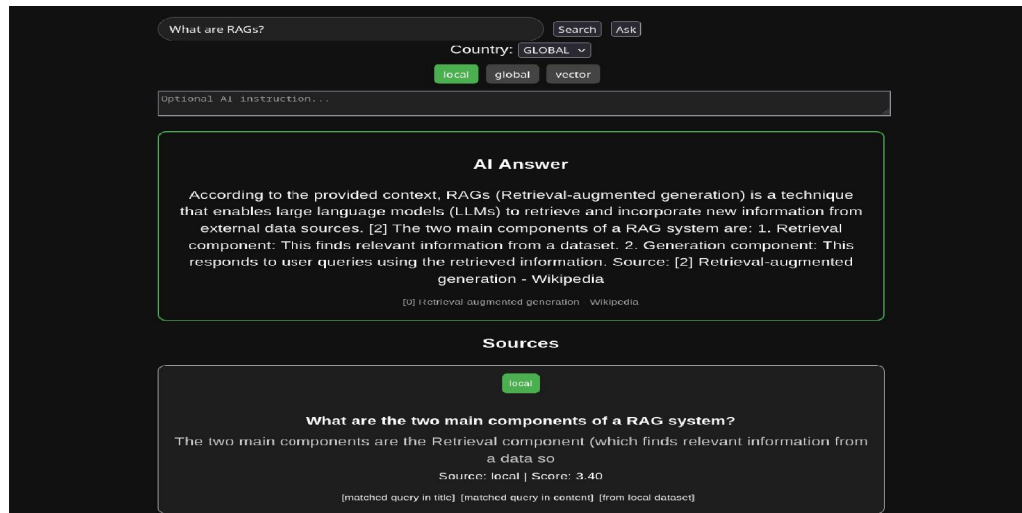 What are RAGs?
Search
Ask
Country: GLOBAL
local
global
vector
Optional AI instruction...
AI Answer
According to the provided context, RAGs (Retrieval-augmented generation) is a technique
that enables large language models (LLMs) to retrieve and incorporate new information from
external data sources. [2] The two main components of a RAG system are: 1. Retrieval
component: This finds relevant information from a dataset. 2. Generation component: This
responds to user queries using the retrieved information. Source: [2] Retrieval-augmented
generation - Wikipedia
[0] Retrieval-augmented generation - Wikipedia
Sources
local
What are the two main components of a RAG system?
The two main components are the Retrieval component (which finds relevant information from
a data so
Source: local | Score: 3.40
[matched query in title] [matched query in content] [from local dataset]